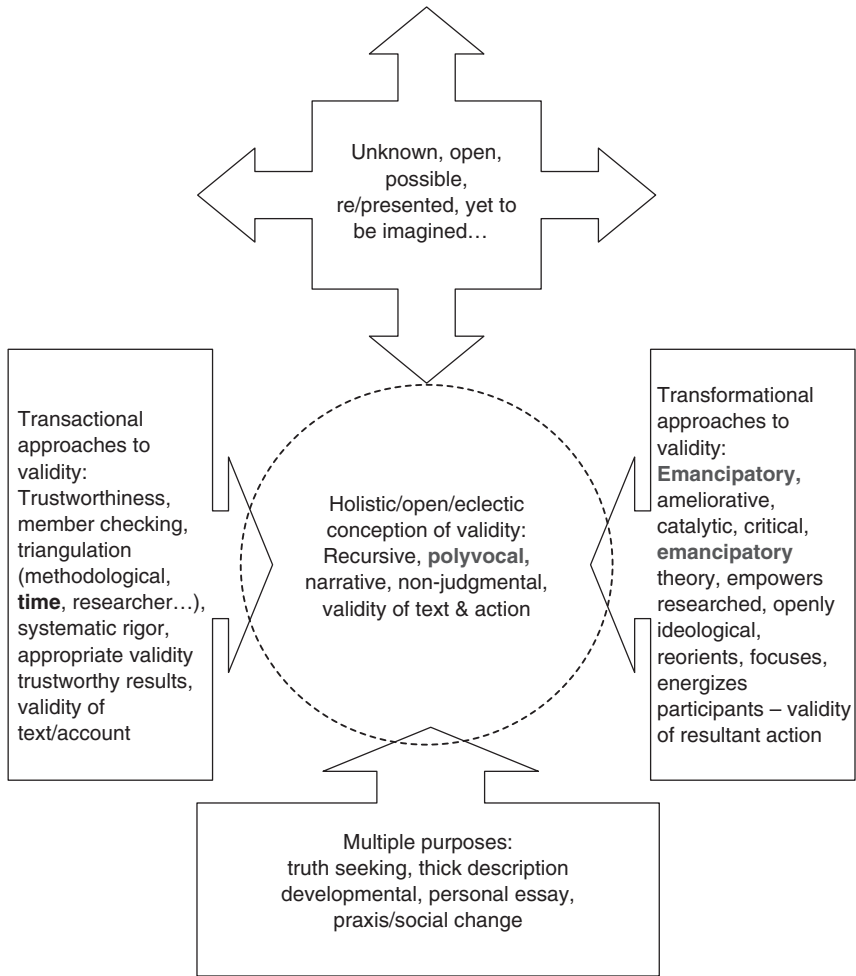 Unknown, open,
possible,
re/presented, yet to
be imagined…
Transactional
approaches to
validity:
Trustworthiness,
member checking,
triangulation
(methodological,
time, researcher…),
systematic rigor,
appropriate validity
trustworthy results,
validity of
text/account
Holistic/open/eclectic
conception of validity:
Recursive, polyvocal,
narrative, non-judgmental,
validity of text & action
Transformational
approaches to
validity:
Emancipatory,
ameliorative,
catalytic, critical,
emancipatory
theory, empowers
researched, openly
ideological,
reorients, focuses,
energizes
participants – validity
of resultant action
Multiple purposes:
truth seeking, thick description
developmental, personal essay,
praxis/social change